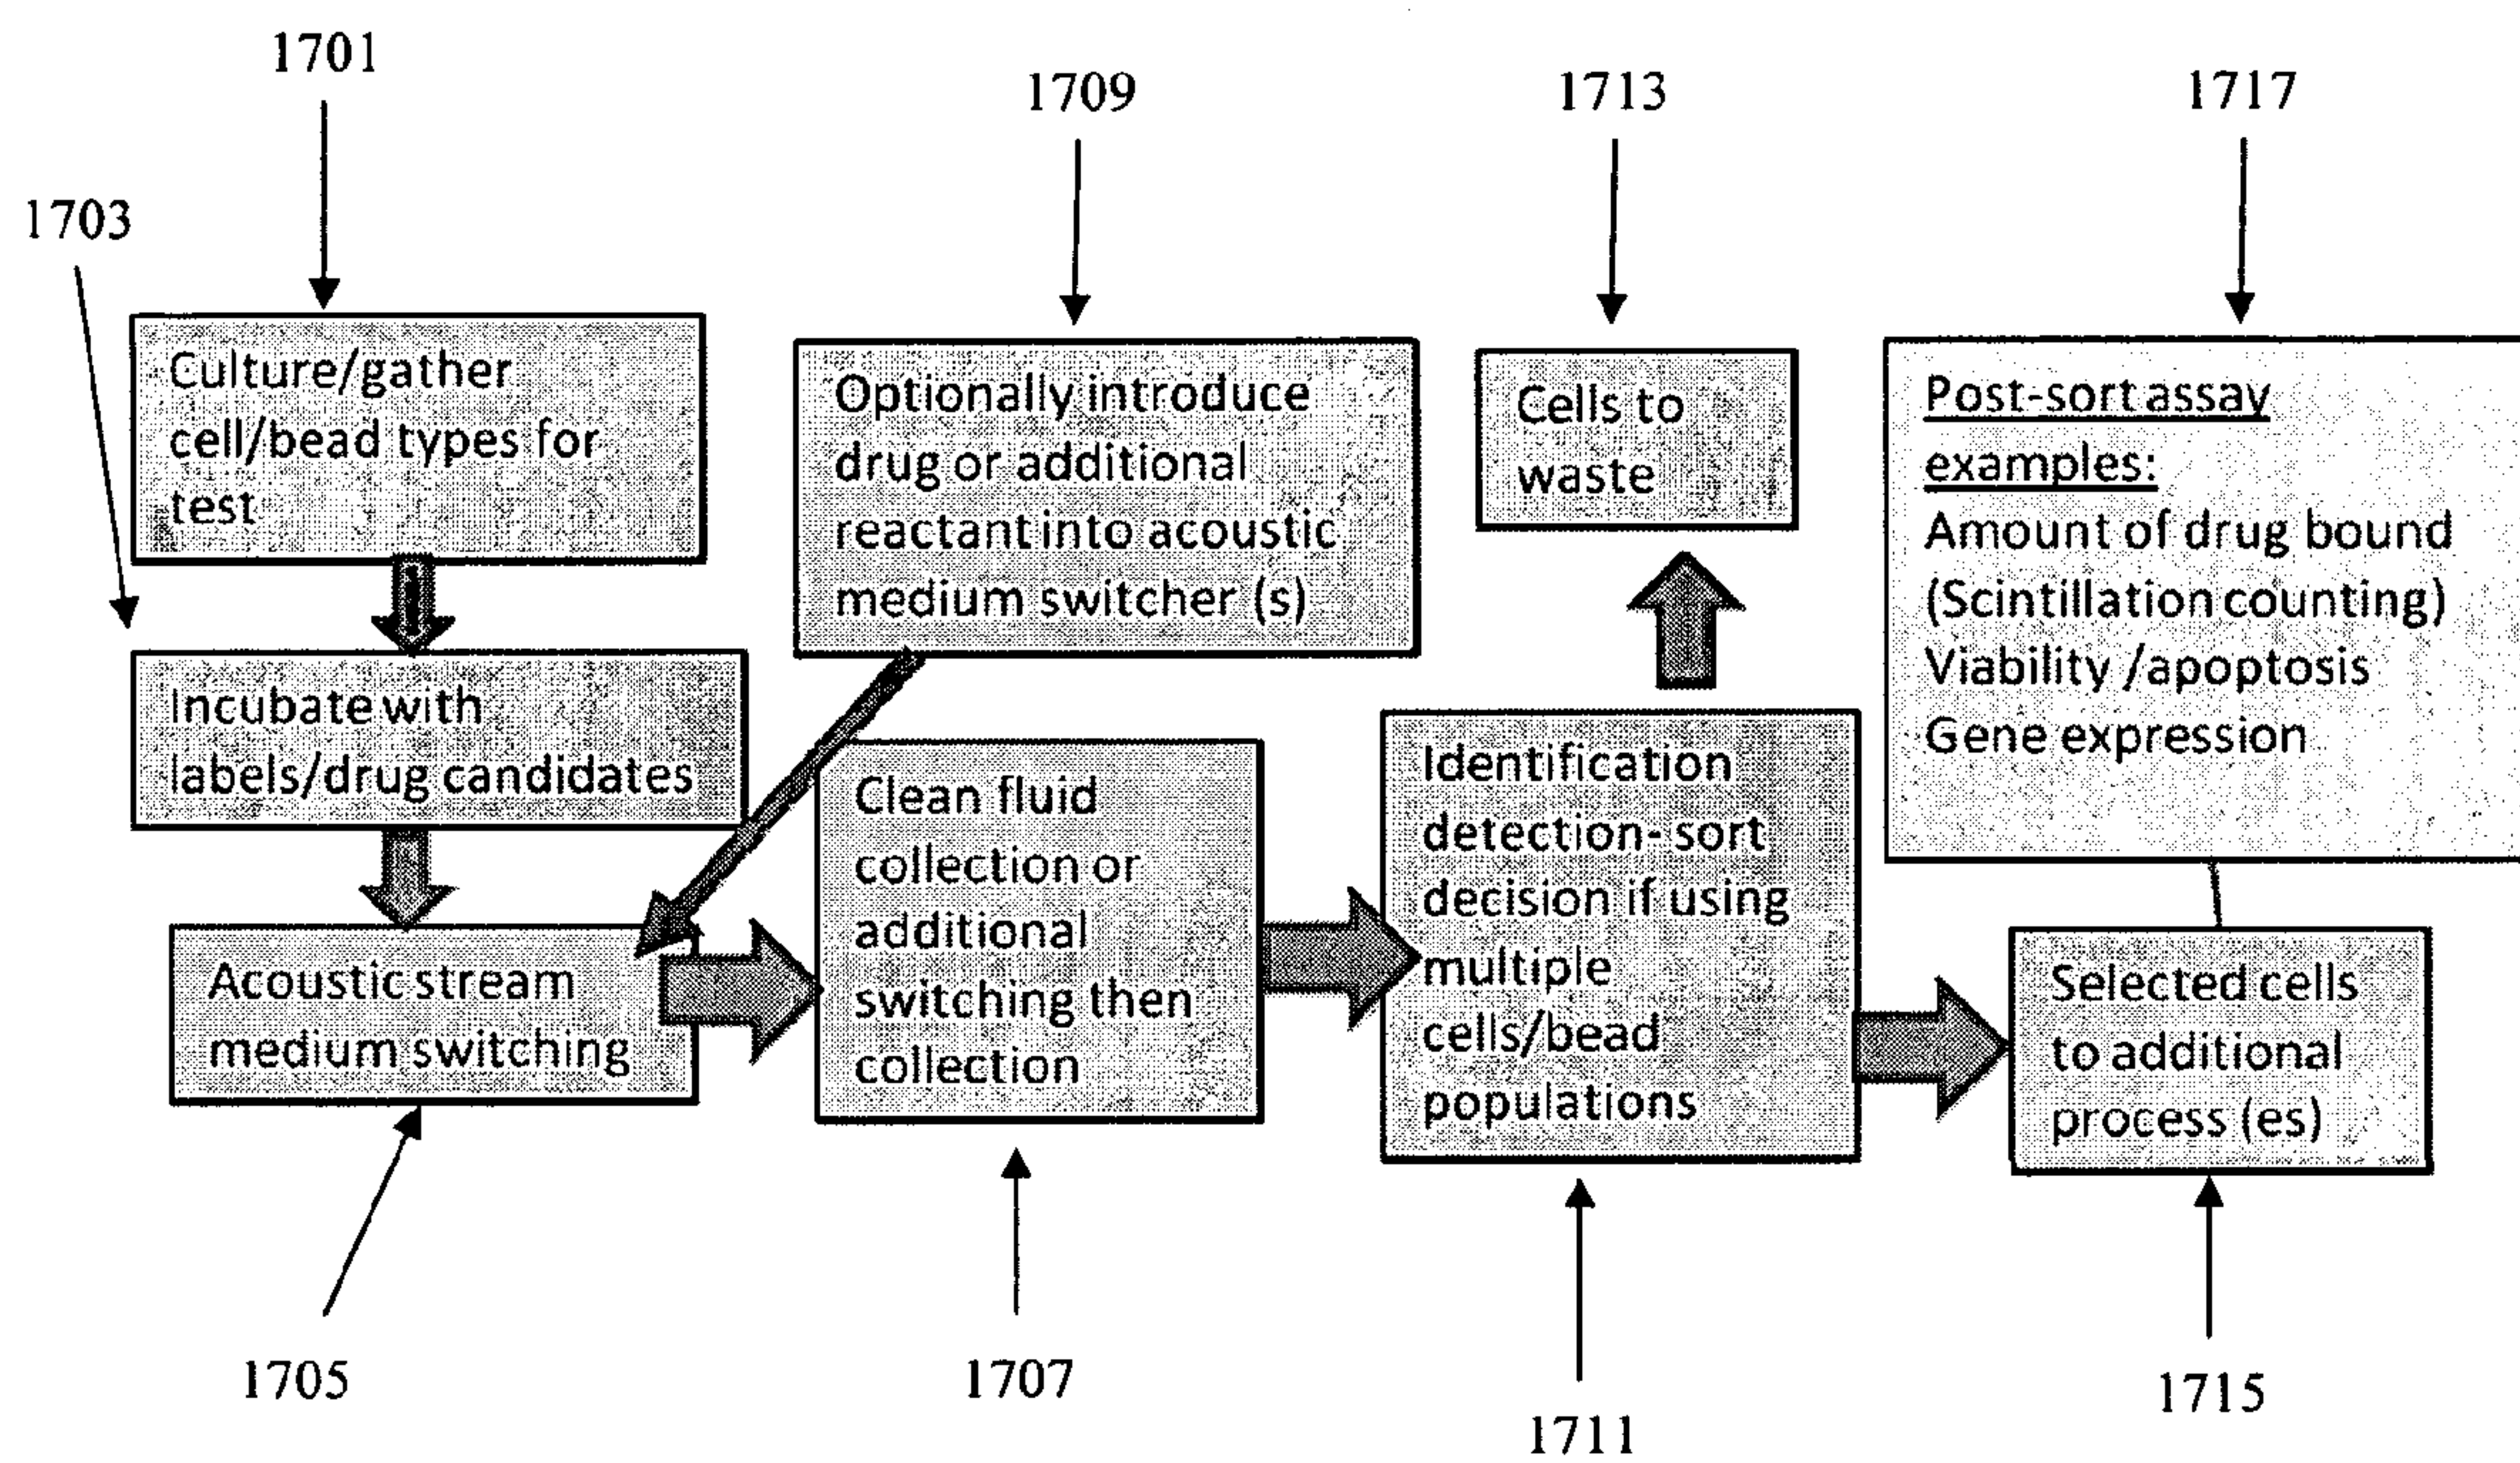 1701
1709
1713
1717
1703
Culture/gather
cell/bead types for
test
Optionally introduce
drug or additional
reactant into acoustic
medium switcher (s)
Cells to
waste
Post-sort assay
examples:
Amount of drug bound
(Scintillation counting)
Viability /apoptosis
Gene expression
Incubate with
labels/drug candidates
Acoustic stream
medium switching
Clean fluid
collection or
additional
switching then
collection
Identification
detection- sort
decision if using
multiple
cells/bead
populations
Selected cells
to additional
process (es)
1705
1707
1711
1715